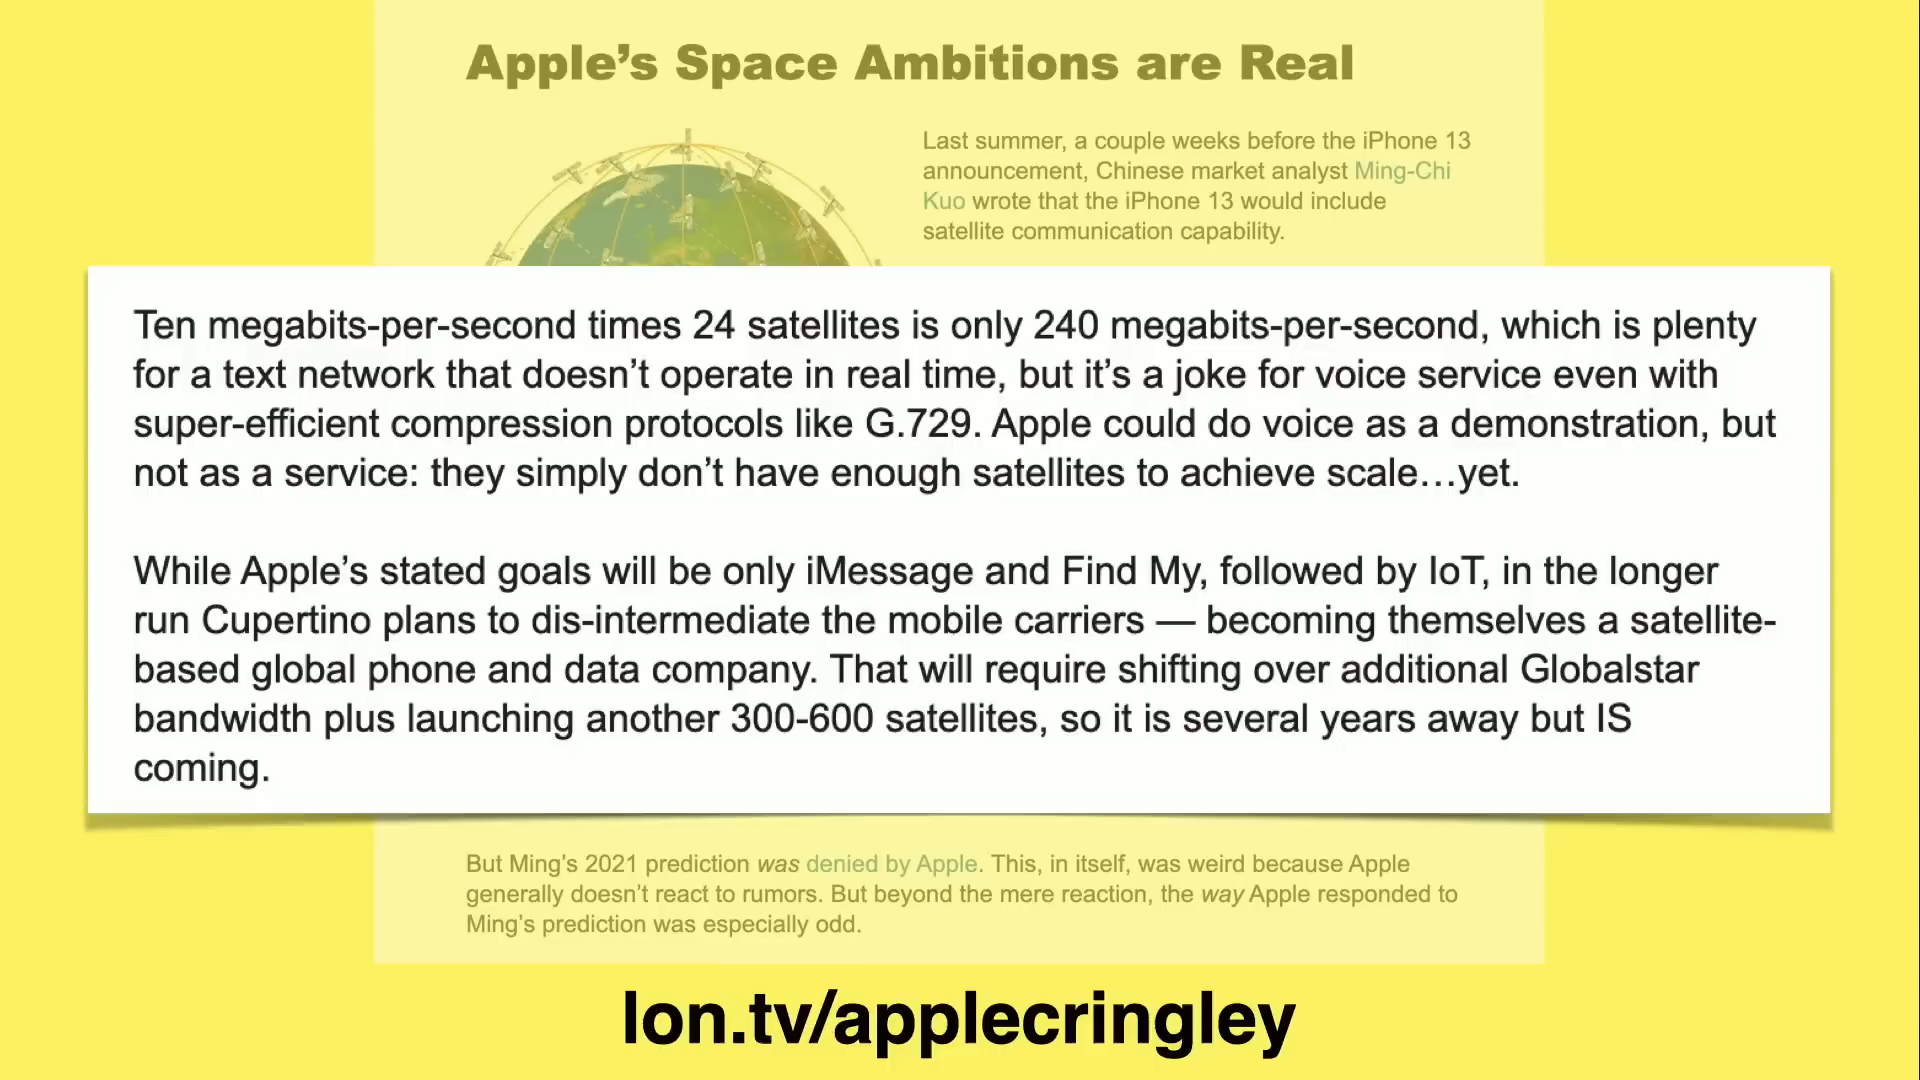 Apple’s Space Ambitions are Real
Last summer, a couple weeks before the iPhone 13
announcement, Chinese market analyst Ming-Chi
Kuo wrote that the iPhone 13 would include
satellite communication capability.
Ten megabits-per-second times 24 satellites is only 240 megabits-per-second, which is plenty
for a text network that doesn’t operate in real time, but it’s a joke for voice service even with
super-efficient compression protocols like G.729. Apple could do voice as a demonstration, but
not as a service: they simply don’t have enough satellites to achieve scale…yet.
While Apple’s stated goals will be only iMessage and Find My, followed by IoT, in the longer
run Cupertino plans to dis-intermediate the mobile carriers — becoming themselves a satellite-
based global phone and data company. That will require shifting over additional Globalstar
bandwidth plus launching another 300-600 satellites, so it is several years away but IS
coming.
But Ming’s 2021 prediction was denied by Apple. This, in itself, was weird because Apple
generally doesn’t react to rumors. But beyond the mere reaction, the way Apple responded to
Ming’s prediction was especially odd.
lon.tv/applecringley